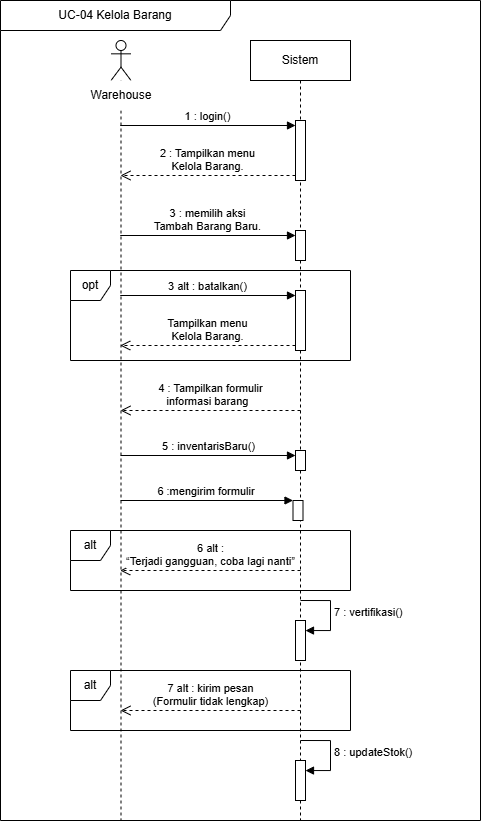 UC-04 Kelola Barang
Sistem
Warehouse
1 : login()
2 : Tampilkan menu
Kelola Barang.
3 : memilih aksi
Tambah Barang Baru.
opt
3 alt : batalkan()
Tampilkan menu
Kelola Barang.
4 : Tampilkan formulir
informasi barang
5 : inventarisBaru()
6 :mengirim formulir
alt
6 alt :
“Terjadi gangguan, coba lagi nanti”
7 : vertifikasi()
alt
7 alt : kirim pesan
(Formulir tidak lengkap)
8 : updateStok()